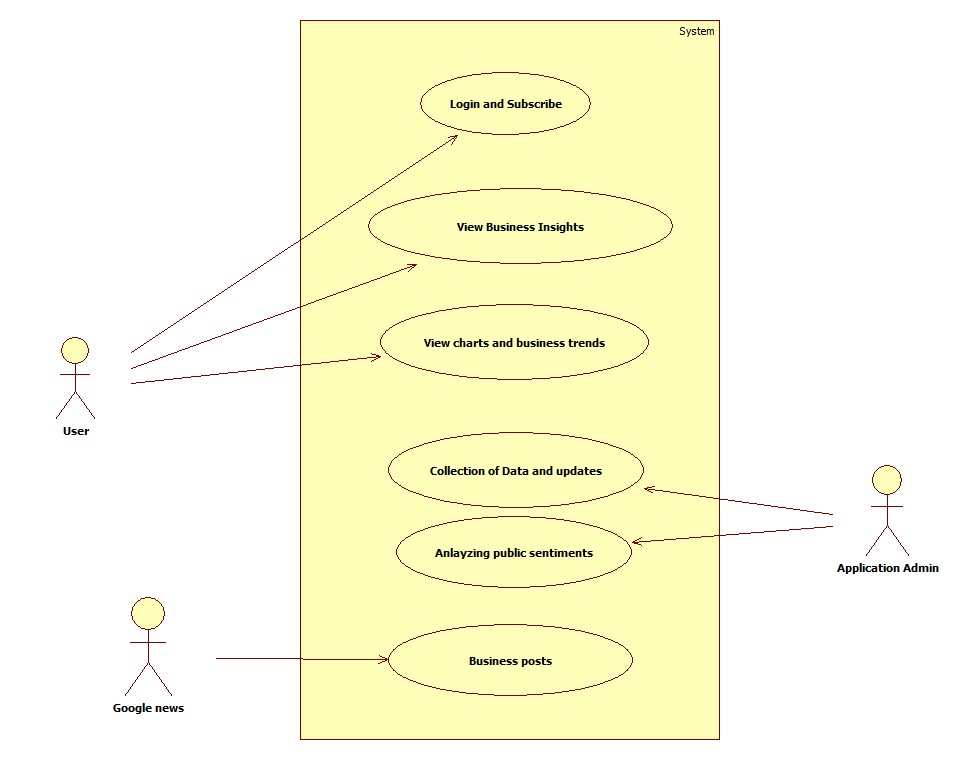 System
Login and Subscribe
View Business Insights
View charts and business trends
User
Collection of Data and updates
Anlayzing public sentiments
Application Admin
Business posts
Google news